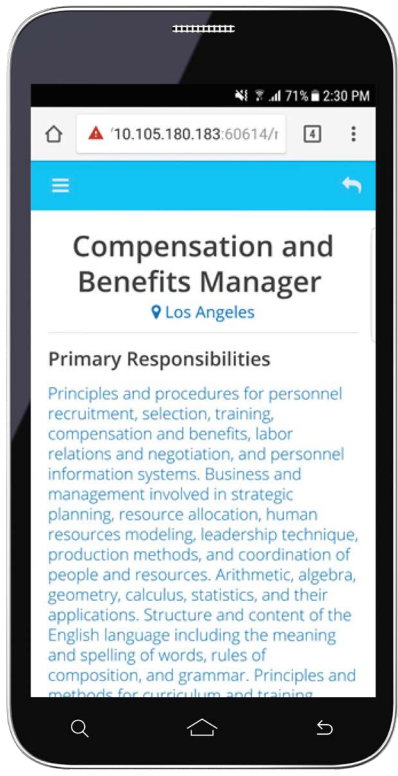 71% 2:30 PM
10.105.180.183:60614/
4
Compensation and
Benefits Manager
Los Angeles
Primary Responsibilities
Principles and procedures for personnel
recruitment, selection, training,
compensation and benefits, labor
relations and negotiation, and personnel
information systems. Business and
management involved in strategic
planning, resource allocation, human
resources modeling, leadership technique,
production methods, and coordination of
people and resources. Arithmetic, algebra,
geometry, calculus, statistics, and their
applications. Structure and content of the
English language including the meaning
and spelling of words, rules of
composition, and grammar. Principles and
methods for curriculum and training